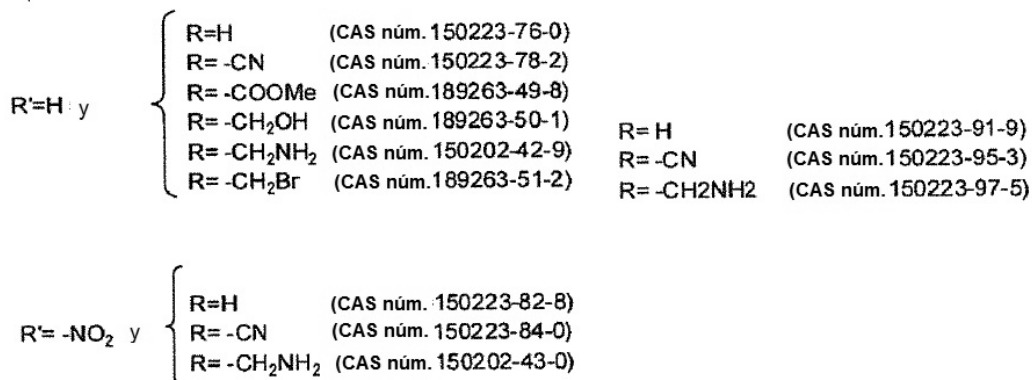 R=H (CAS núm. 150223-76-0)
R= -CN (CAS núm. 150223-78-2)
R= -COOMe (CAS núm. 189263-49-8)
R'=H y
R= -CH₂OH (CAS núm. 189263-50-1)
R= -CH₂NH₂ (CAS núm. 150202-42-9)
R= -CH₂Br (CAS núm. 189263-51-2)
R= H (CAS núm. 150223-91-9)
R= -CN (CAS núm. 150223-95-3)
R= -CH2NH2 (CAS núm. 150223-97-5)
R=H (CAS núm. 150223-82-8)
R'= -NO₂ y
R= -CN (CAS núm. 150223-84-0)
R= -CH₂NH₂ (CAS núm. 150202-43-0)